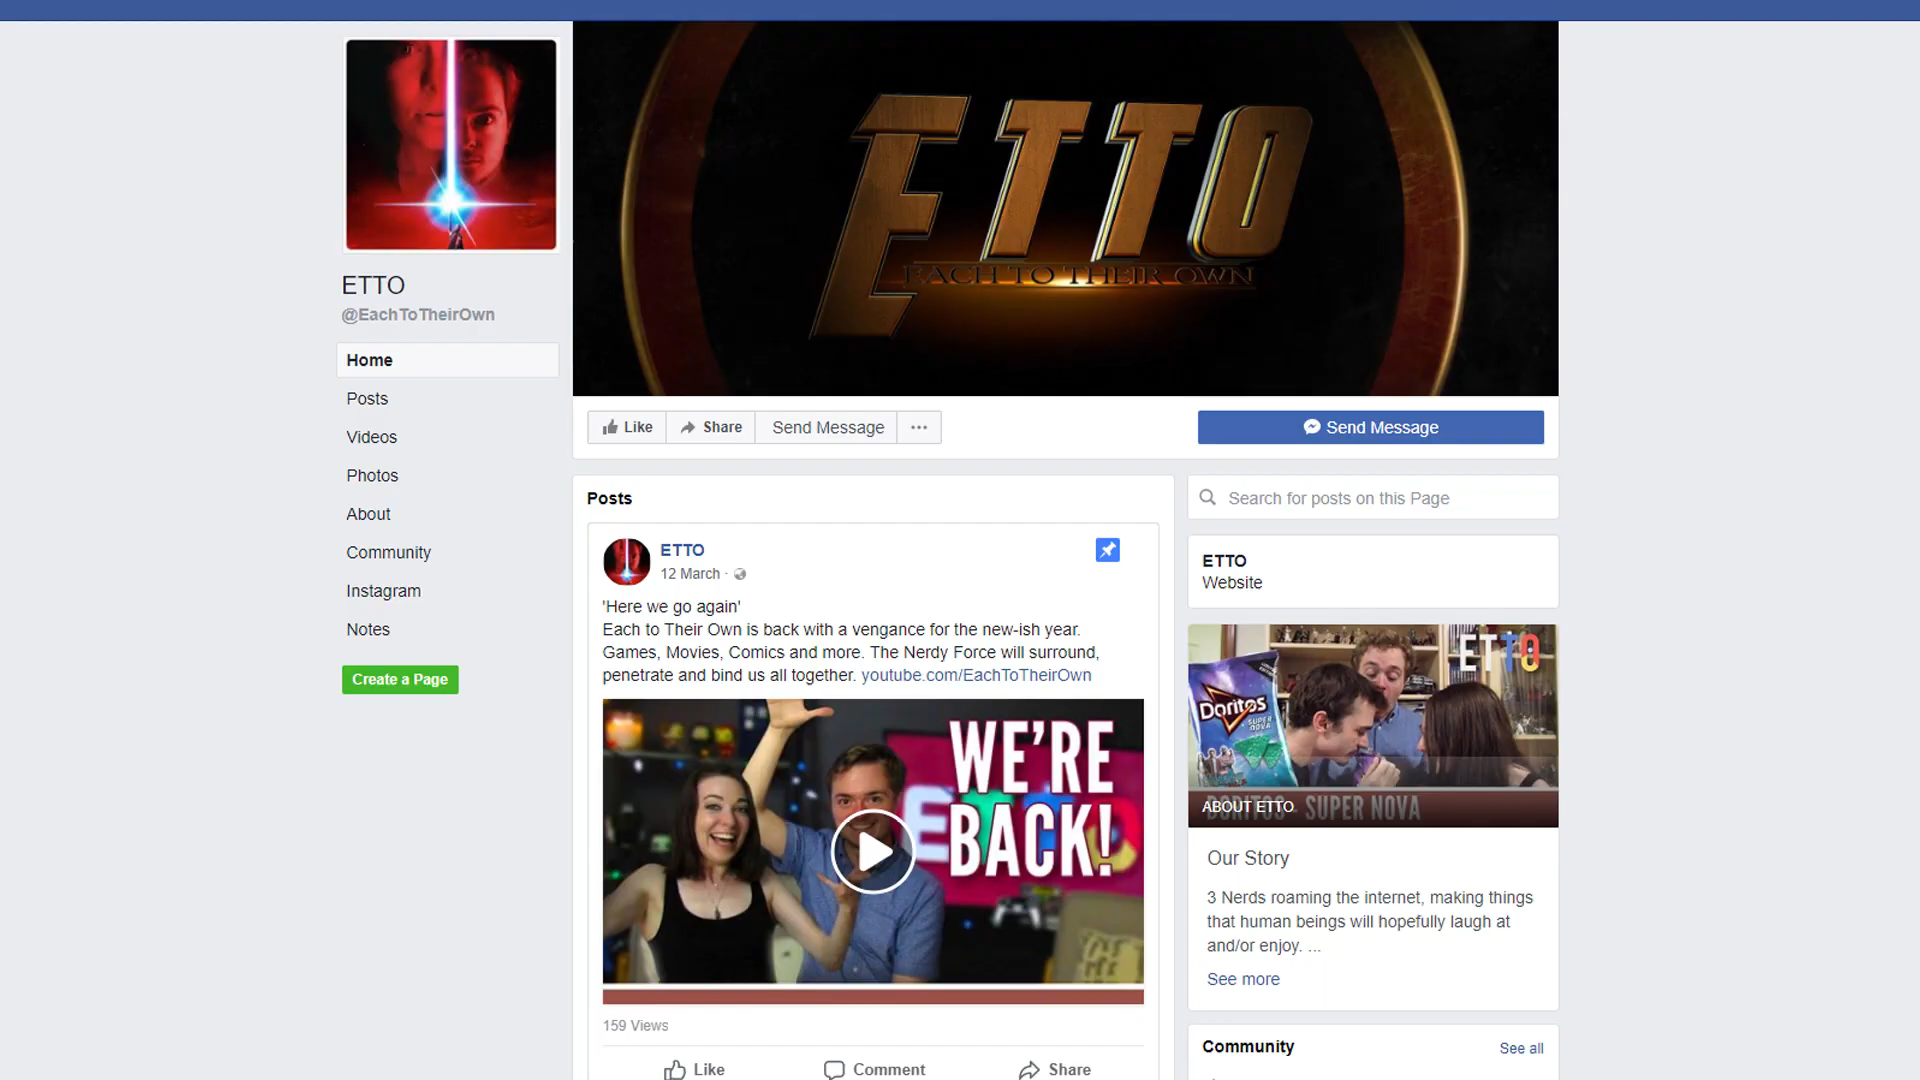 ETTO
EACH TO THEIR OWN
ETTO
@EachToTheirOwn
Home
Posts
Videos
Photos
About
Community
Instagram
Notes
Create a Page
Like
Share
Send Message
Send Message
Posts
ETTO
12 March ·
'Here we go again'
Each to Their Own is back with a vengance for the new-ish year.
Games, Movies, Comics and more. The Nerdy Force will surround,
penetrate and bind us all together. youtube.com/EachToTheirOwn
WE'RE
BACK!
ETTO
159 Views
Like
Comment
Share
Search for posts on this Page
ETTO
Website
ETTO
Doritos
SUPER
NOVA
ABOUT ETTO
DORITOS - SUPER NOVA
Our Story
3 Nerds roaming the internet, making things
that human beings will hopefully laugh at
and/or enjoy. ...
See more
Community
See all